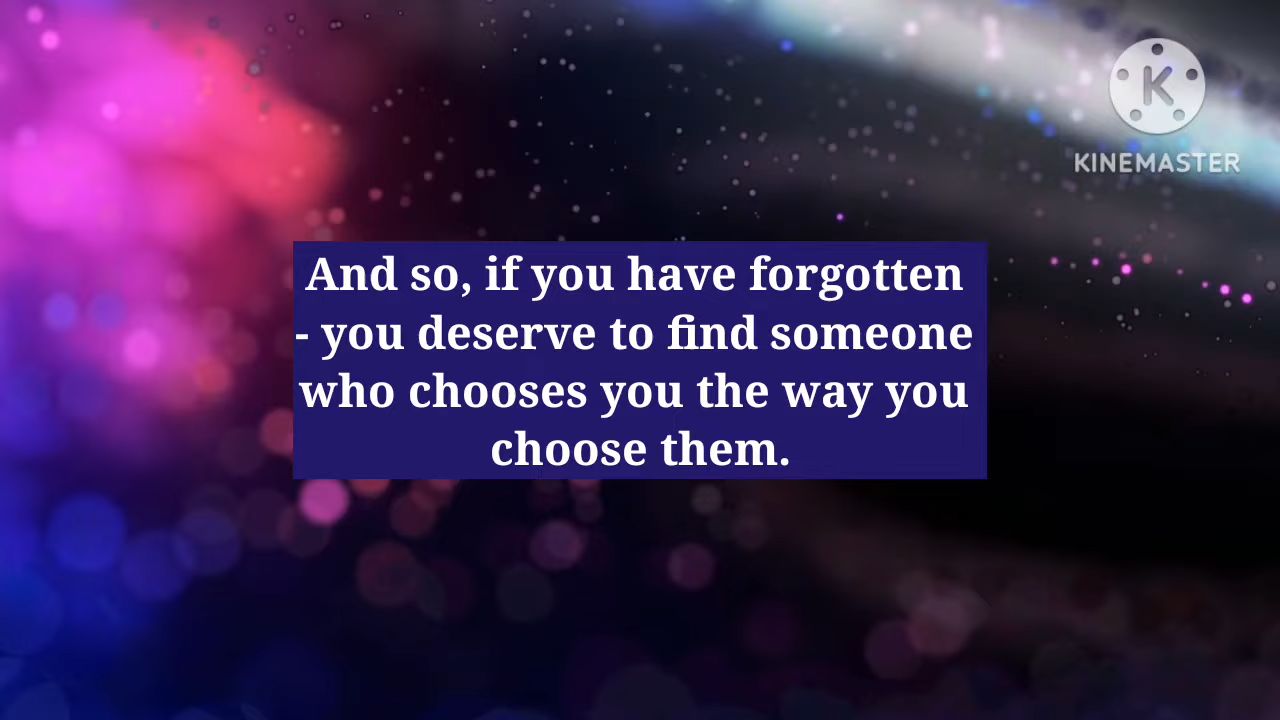 K
KINEMASTER
And so, if you have forgotten
- you deserve to find someone
who chooses you the way you
choose them.